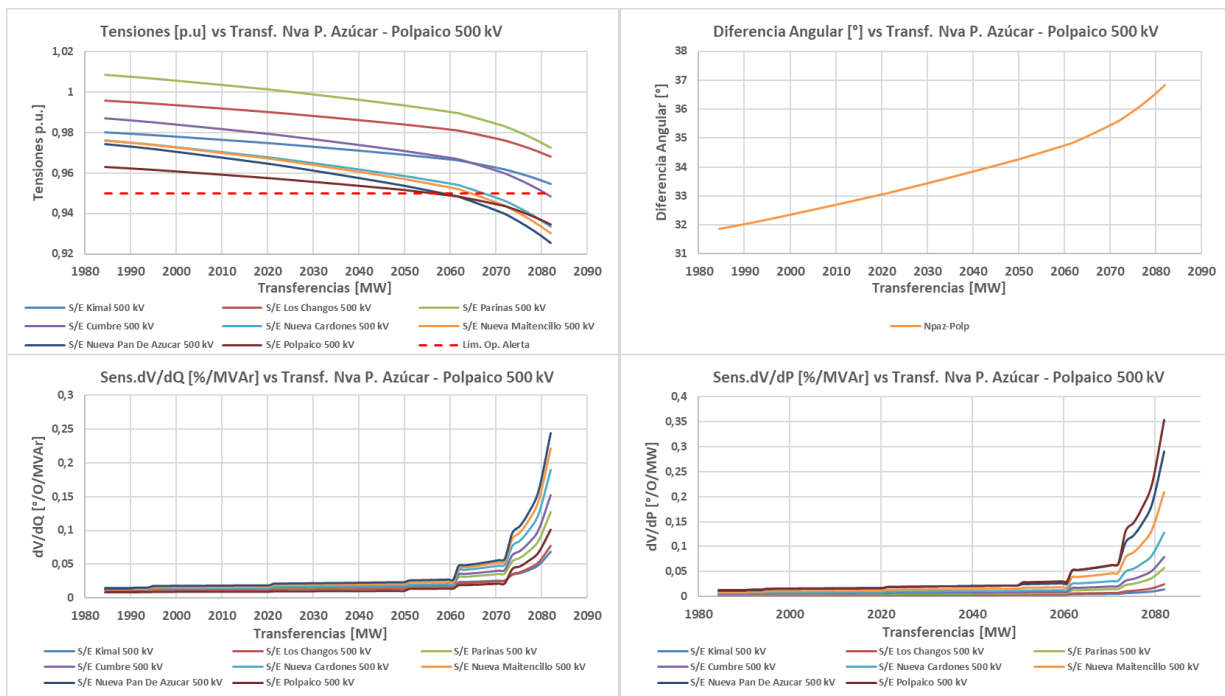 Tensiones [p.u] vs Transf. Nva P. Azúcar - Polpaico 500 kV
Tensiones p.u.
1,02
1
0,98
0,96
0,94
0,92
1980 1990 2000 2010 2020 2030 2040 2050 2060 2070 2080 2090
Transferencias [MW]
S/E Kimal 500 kV S/E Los Changos 500 kV S/E Parinas 500 kV
S/E Cumbre 500 kV S/E Nueva Cardones 500 kV S/E Nueva Maitencillo 500 kV
S/E Nueva Pan De Azucar 500 kV S/E Polpaico 500 kV Lím. Op. Alerta
Diferencia Angular [°] vs Transf. Nva P. Azúcar - Polpaico 500 kV
Diferencia Angular [°]
38
37
36
35
34
33
32
31
1980 1990 2000 2010 2020 2030 2040 2050 2060 2070 2080 2090
Transferencias [MW]
Npaz-Polp
Sens.dV/dQ [%/MVAr] vs Transf. Nva P. Azúcar - Polpaico 500 kV
dV/dQ [°/O/MVAr]
0,3
0,25
0,2
0,15
0,1
0,05
0
1980 1990 2000 2010 2020 2030 2040 2050 2060 2070 2080 2090
Transferencias [MW]
S/E Kimal 500 kV S/E Los Changos 500 kV S/E Parinas 500 kV
S/E Cumbre 500 kV S/E Nueva Cardones 500 kV S/E Nueva Maitencillo 500 kV
S/E Nueva Pan De Azucar 500 kV S/E Polpaico 500 kV
Sens.dV/dP [%/MVAr] vs Transf. Nva P. Azúcar - Polpaico 500 kV
dV/dP [°/O/MW]
0,4
0,35
0,3
0,25
0,2
0,15
0,1
0,05
0
1980 2000 2020 2040 2060 2080
Transferencias [MW]
S/E Kimal 500 kV S/E Los Changos 500 kV S/E Parinas 500 kV
S/E Cumbre 500 kV S/E Nueva Cardones 500 kV S/E Nueva Maitencillo 500 kV
S/E Nueva Pan De Azucar 500 kV S/E Polpaico 500 kV